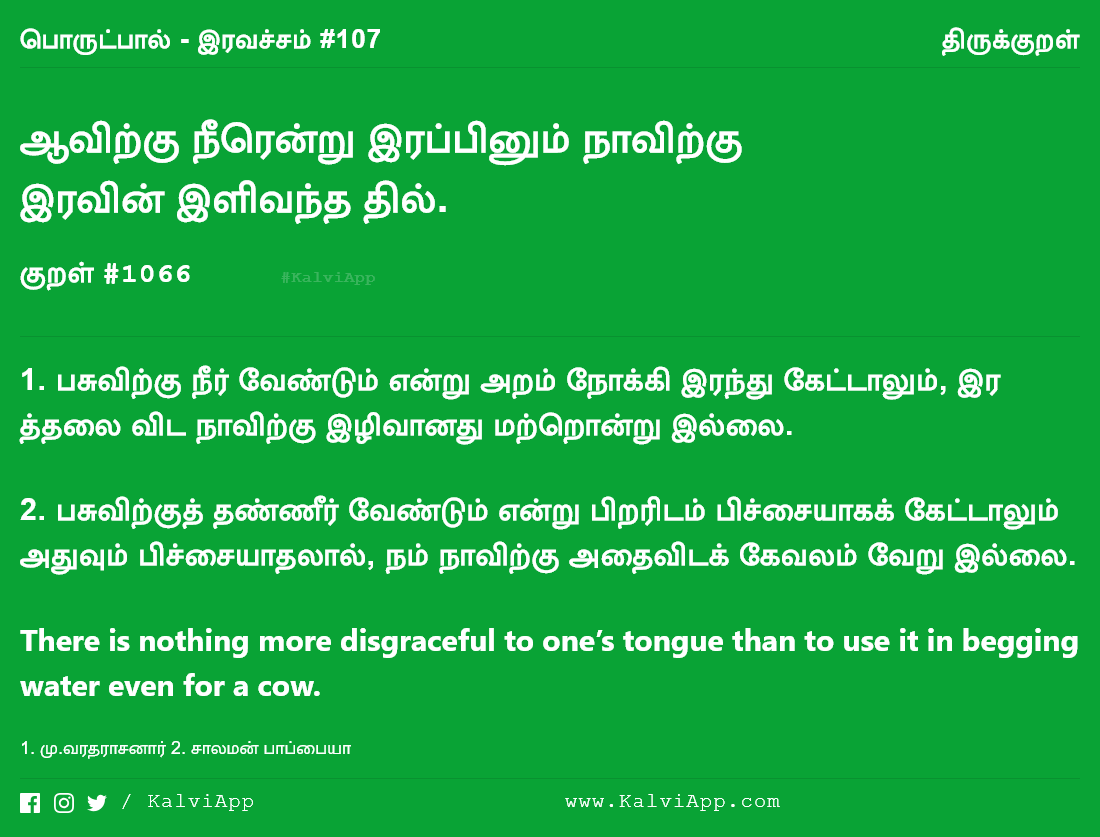 பொருட்பால் - இரவச்சம் #107 திருக்குறள்
ஆவிற்கு நீரென்று இரப்பினும் நாவிற்கு
இரவின் இளிவந்த தில்.
குறள் #1066 #KalviApp
1. பசுவிற்கு நீர் வேண்டும் என்று அறம் நோக்கி இரந்து கேட்டாலும், இர
த்தலை விட நாவிற்கு இழிவானது மற்றொன்று இல்லை.
2. பசுவிற்குத் தண்ணீர் வேண்டும் என்று பிறரிடம் பிச்சையாகக் கேட்டாலும்
அதுவும் பிச்சையாதலால், நம் நாவிற்கு அதைவிடக் கேவலம் வேறு இல்லை.
There is nothing more disgraceful to one’s tongue than to use it in begging
water even for a cow.
1. மு.வரதராசனார் 2. சாலமன் பாப்பையா
/ KalviApp www.KalviApp.com